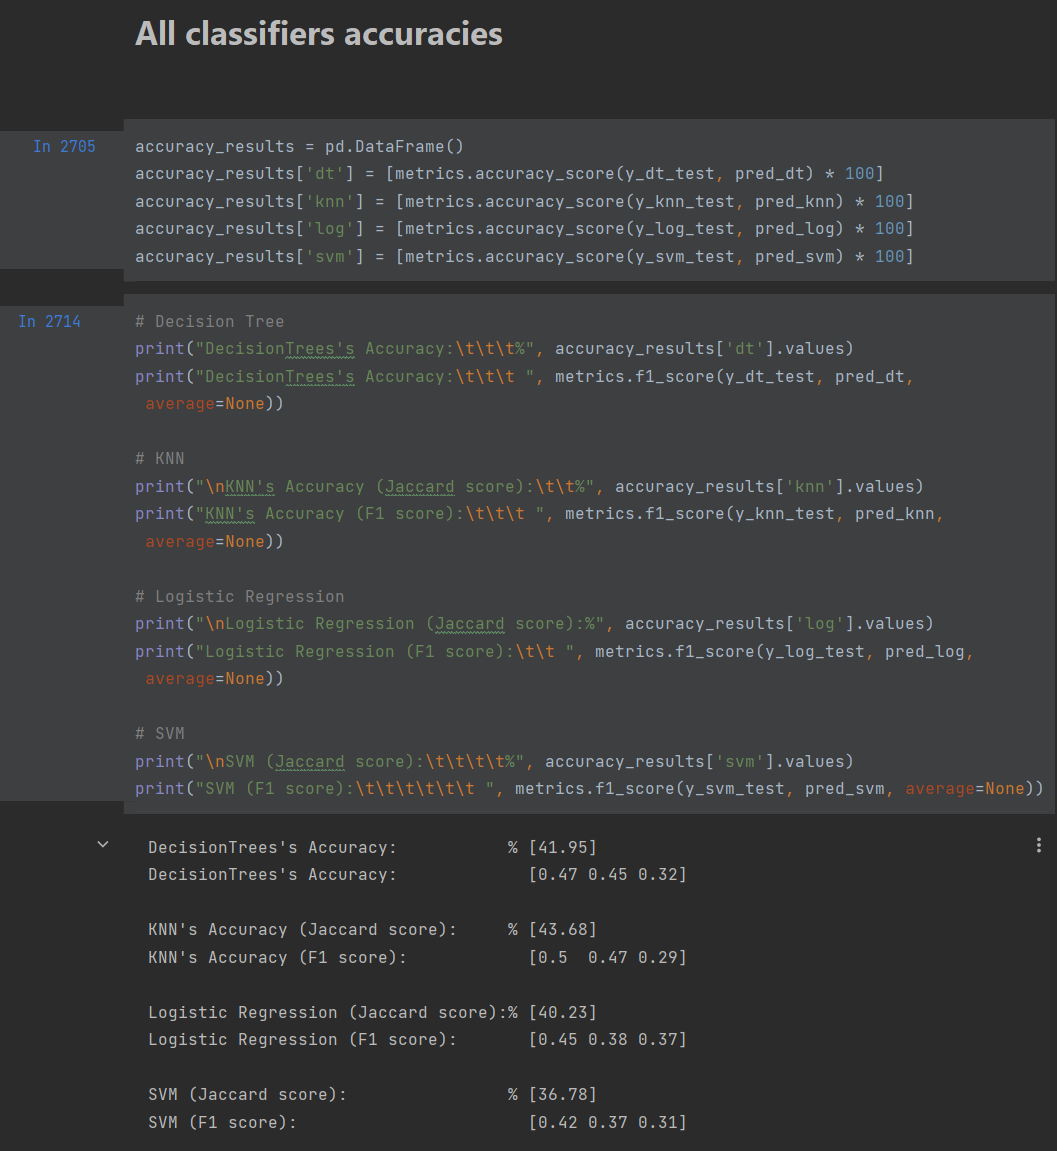 All classifiers accuracies
In 2705
accuracy_results = pd.DataFrame()
accuracy_results['dt'] = [metrics.accuracy_score(y_dt_test, pred_dt) * 100]
accuracy_results['knn'] = [metrics.accuracy_score(y_knn_test, pred_knn) * 100]
accuracy_results['log'] = [metrics.accuracy_score(y_log_test, pred_log) * 100]
accuracy_results['svm'] = [metrics.accuracy_score(y_svm_test, pred_svm) * 100]
In 2714
# Decision Tree
print("DecisionTrees's Accuracy:\t\t\t%", accuracy_results['dt'].values)
print("DecisionTrees's Accuracy:\t\t\t ", metrics.f1_score(y_dt_test, pred_dt,
average=None))
# KNN
print("\nKNN's Accuracy (Jaccard score):\t\t%", accuracy_results['knn'].values)
print("KNN's Accuracy (F1 score):\t\t\t ", metrics.f1_score(y_knn_test, pred_knn,
average=None))
# Logistic Regression
print("\nLogistic Regression (Jaccard score):%", accuracy_results['log'].values)
print("Logistic Regression (F1 score):\t\t ", metrics.f1_score(y_log_test, pred_log,
average=None))
# SVM
print("\nSVM (Jaccard score):\t\t\t\t%", accuracy_results['svm'].values)
print("SVM (F1 score):\t\t\t\t\t\t ", metrics.f1_score(y_svm_test, pred_svm, average=None))
DecisionTrees's Accuracy: % [41.95]
DecisionTrees's Accuracy: [0.47 0.45 0.32]
KNN's Accuracy (Jaccard score): % [43.68]
KNN's Accuracy (F1 score): [0.5  0.47 0.29]
Logistic Regression (Jaccard score):% [40.23]
Logistic Regression (F1 score): [0.45 0.38 0.37]
SVM (Jaccard score): % [36.78]
SVM (F1 score): [0.42 0.37 0.31]